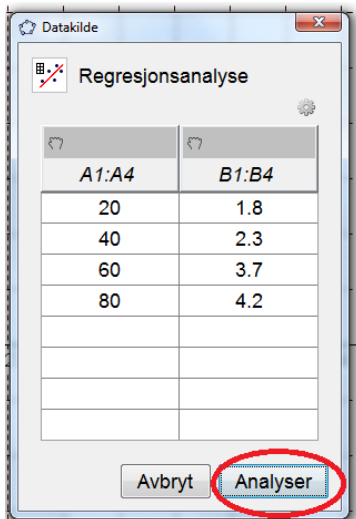 Datakilde
Regresjonsanalyse
A1:A4 B1:B4
20 1.8
40 2.3
60 3.7
80 4.2
Avbryt Analyser